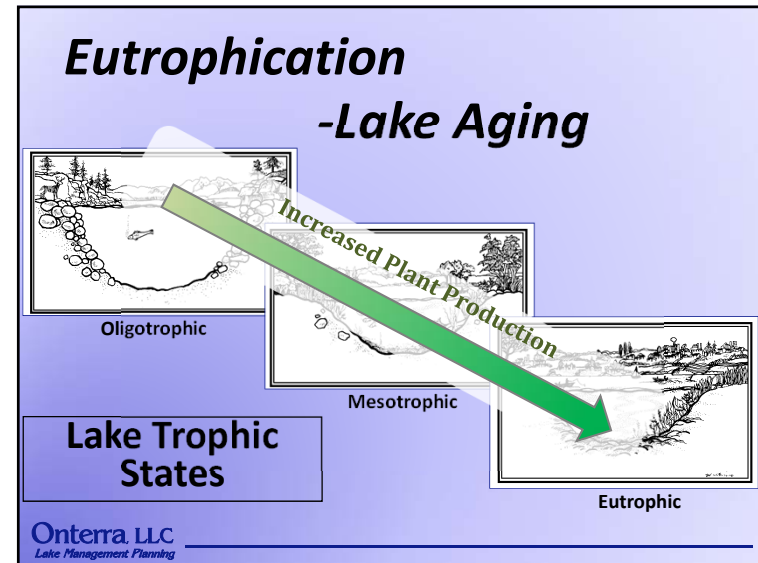 Eutrophication
-Lake Aging
Increased Plant Production
Oligotrophic
Mesotrophic
Eutrophic
Lake Trophic
States
Onterra, LLC
Lake Management Planning